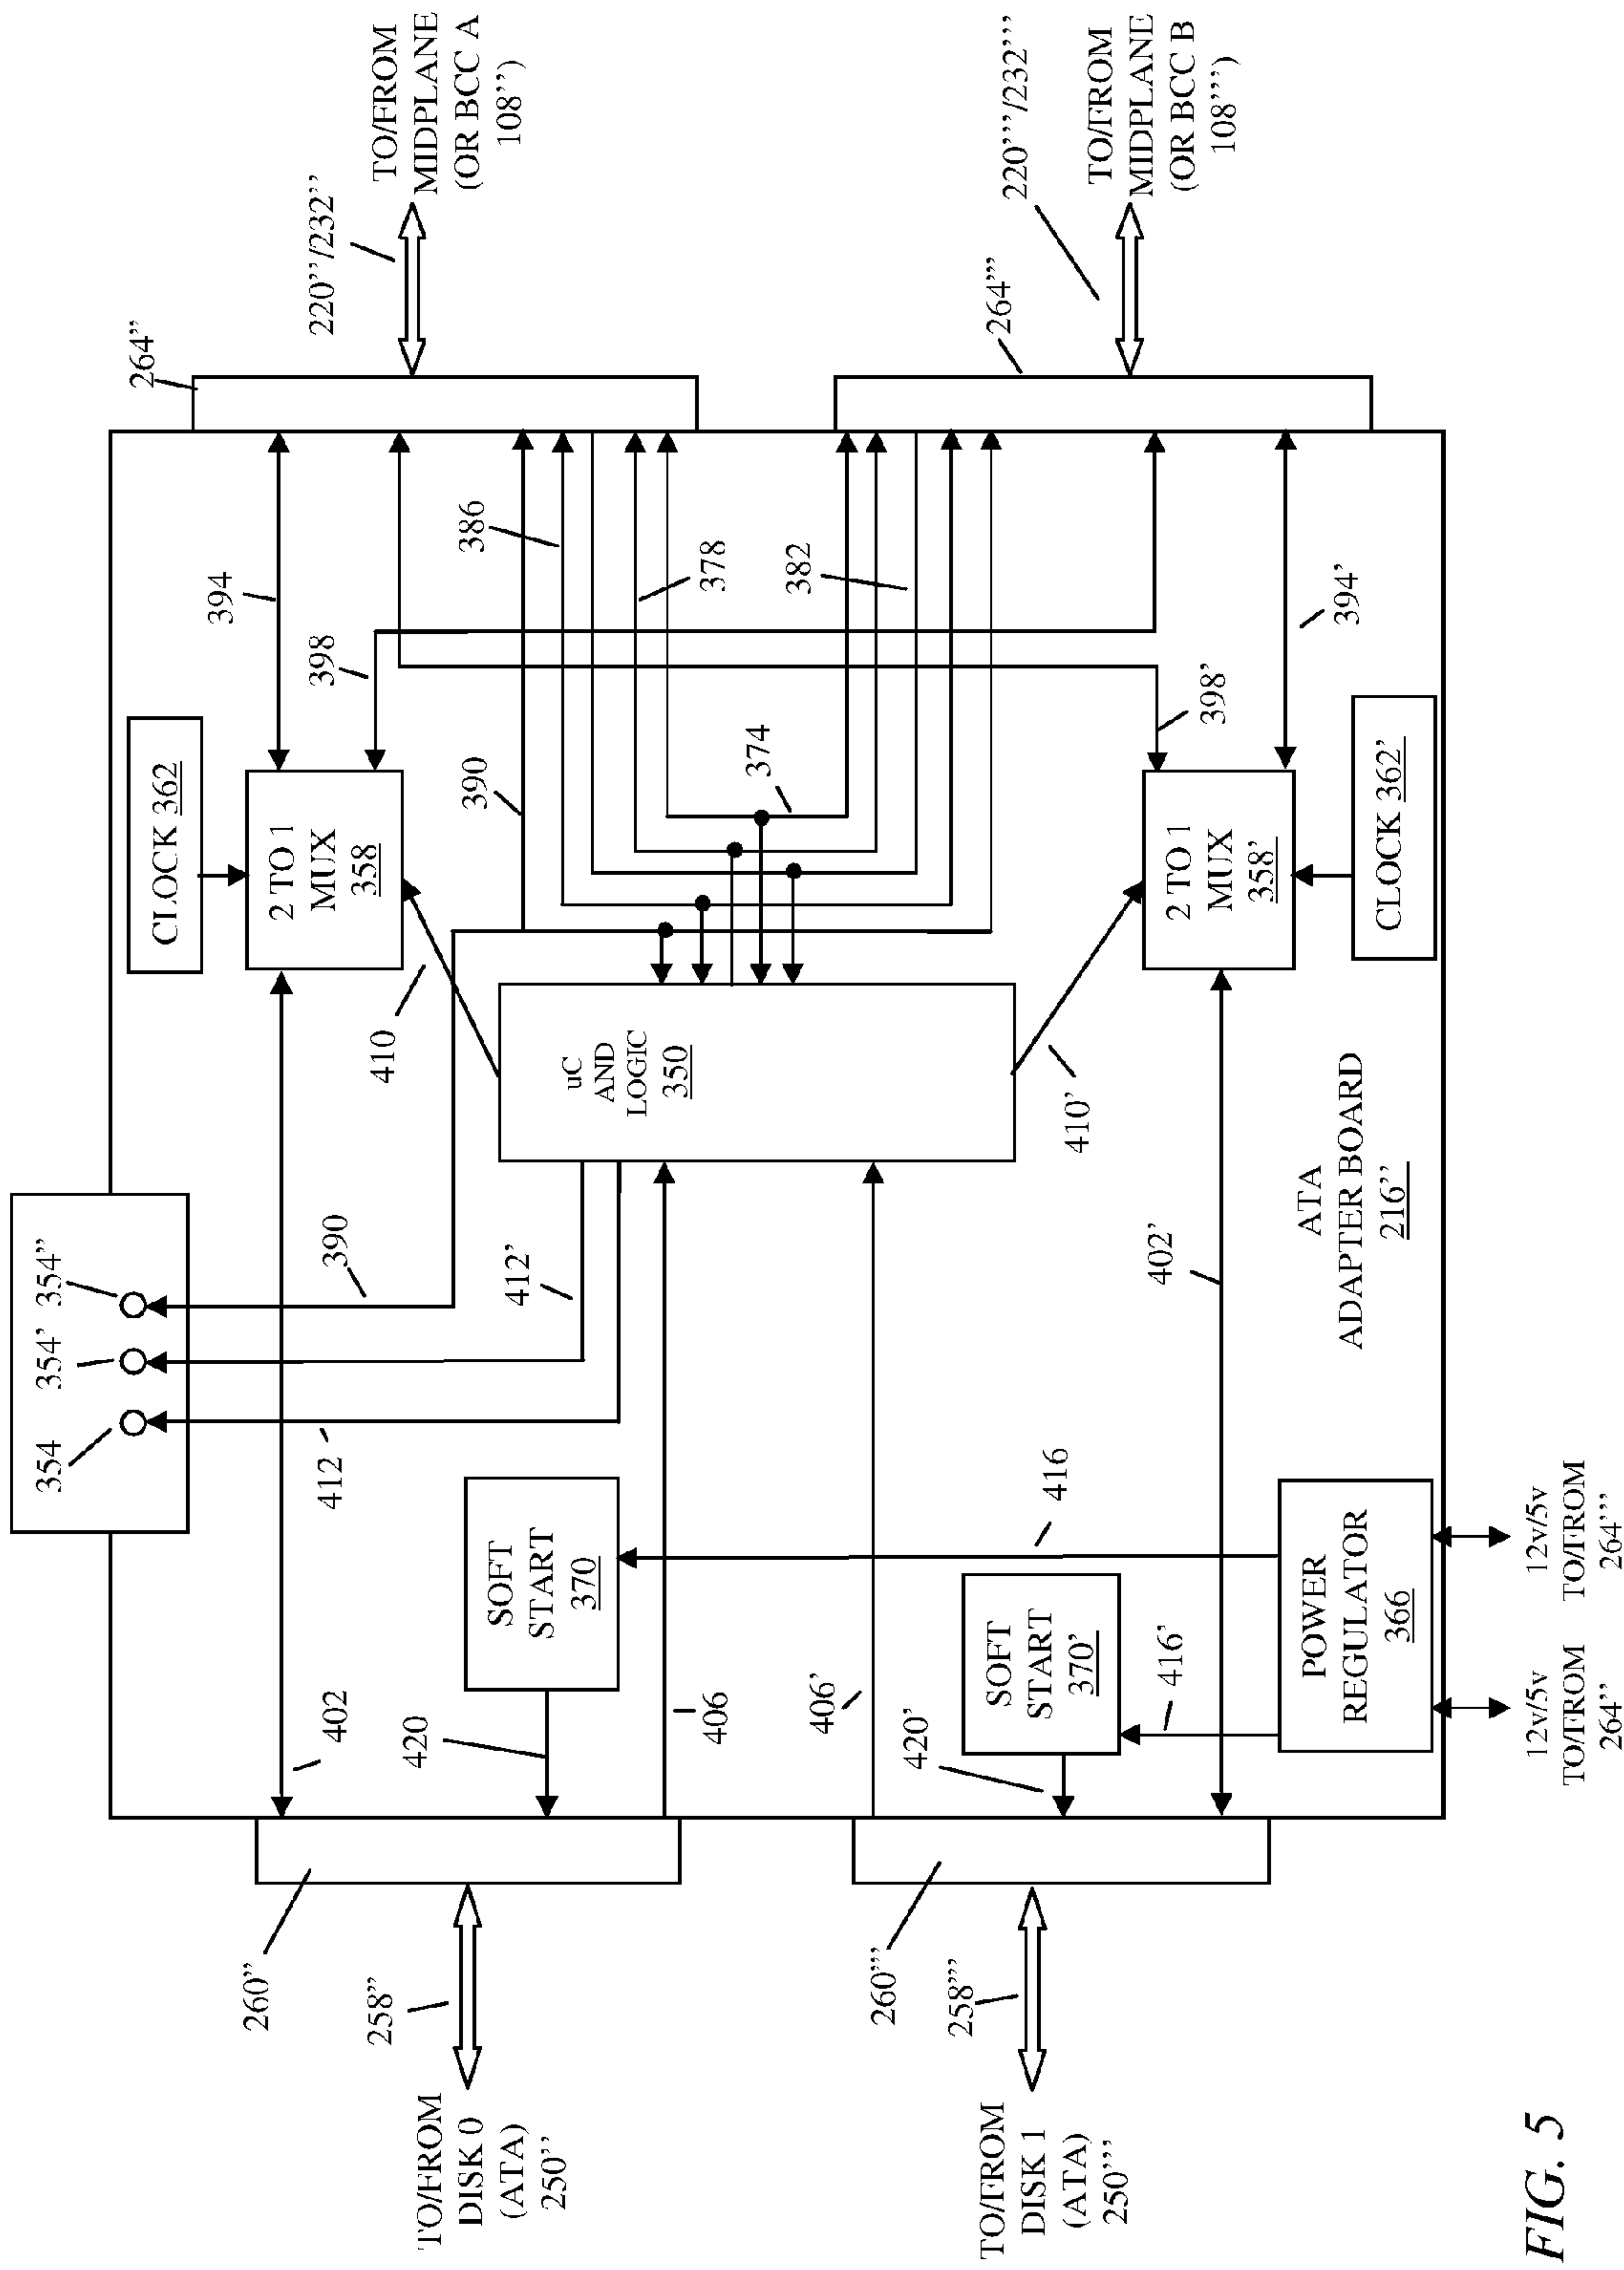 354
354'
354''
412
412'
390
402
CLOCK 362
2 TO 1
MUX
358
410
394
398
390
386
378
382
374
264''
220''/232''
TO/FROM
MIDPLANE
(OR BCC A
108'')
264'''
220'''/232'''
TO/FROM
MIDPLANE
(OR BCC B
108''')
uC
AND
LOGIC
350
410'
2 TO 1
MUX
358'
398'
394'
CLOCK 362'
SOFT
START
370
420
406
406'
416
SOFT
START
370'
420'
416'
402'
POWER
REGULATOR
366
ATA
ADAPTER BOARD
216''
12v/5v
TO/FROM
264''
12v/5v
TO/FROM
264'''
260''
258''
TO/FROM
DISK 0
(ATA)
250''
260'''
258'''
TO/FROM
DISK 1
(ATA)
250'''
FIG. 5